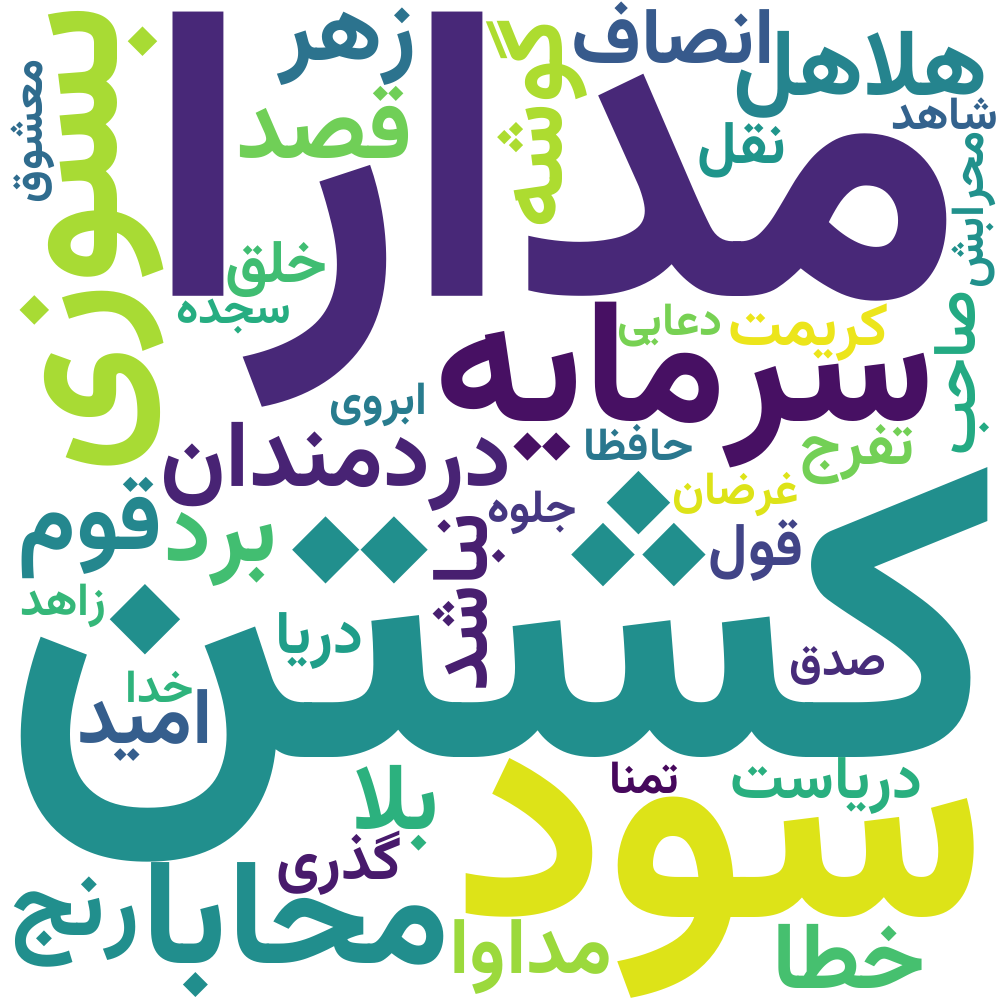 معشوق
بسوزی
زهر
قصد
مدارا
گوشه
انصاف
هلاهل
شاهد
نقل
محرابش
خلق
سجده
دعایی
کریمت
صاحب
سرمایه
ابروی
دردمندان
حافظا
تفرج
غرضان
جلوه
قوم
برد
نباشد
قول
کشتن
زاهد
دریا
صدق
خدا
امید
تمنا
دریاست
بلا
سود
گذری
محابا
رنج
مداوا
خطا